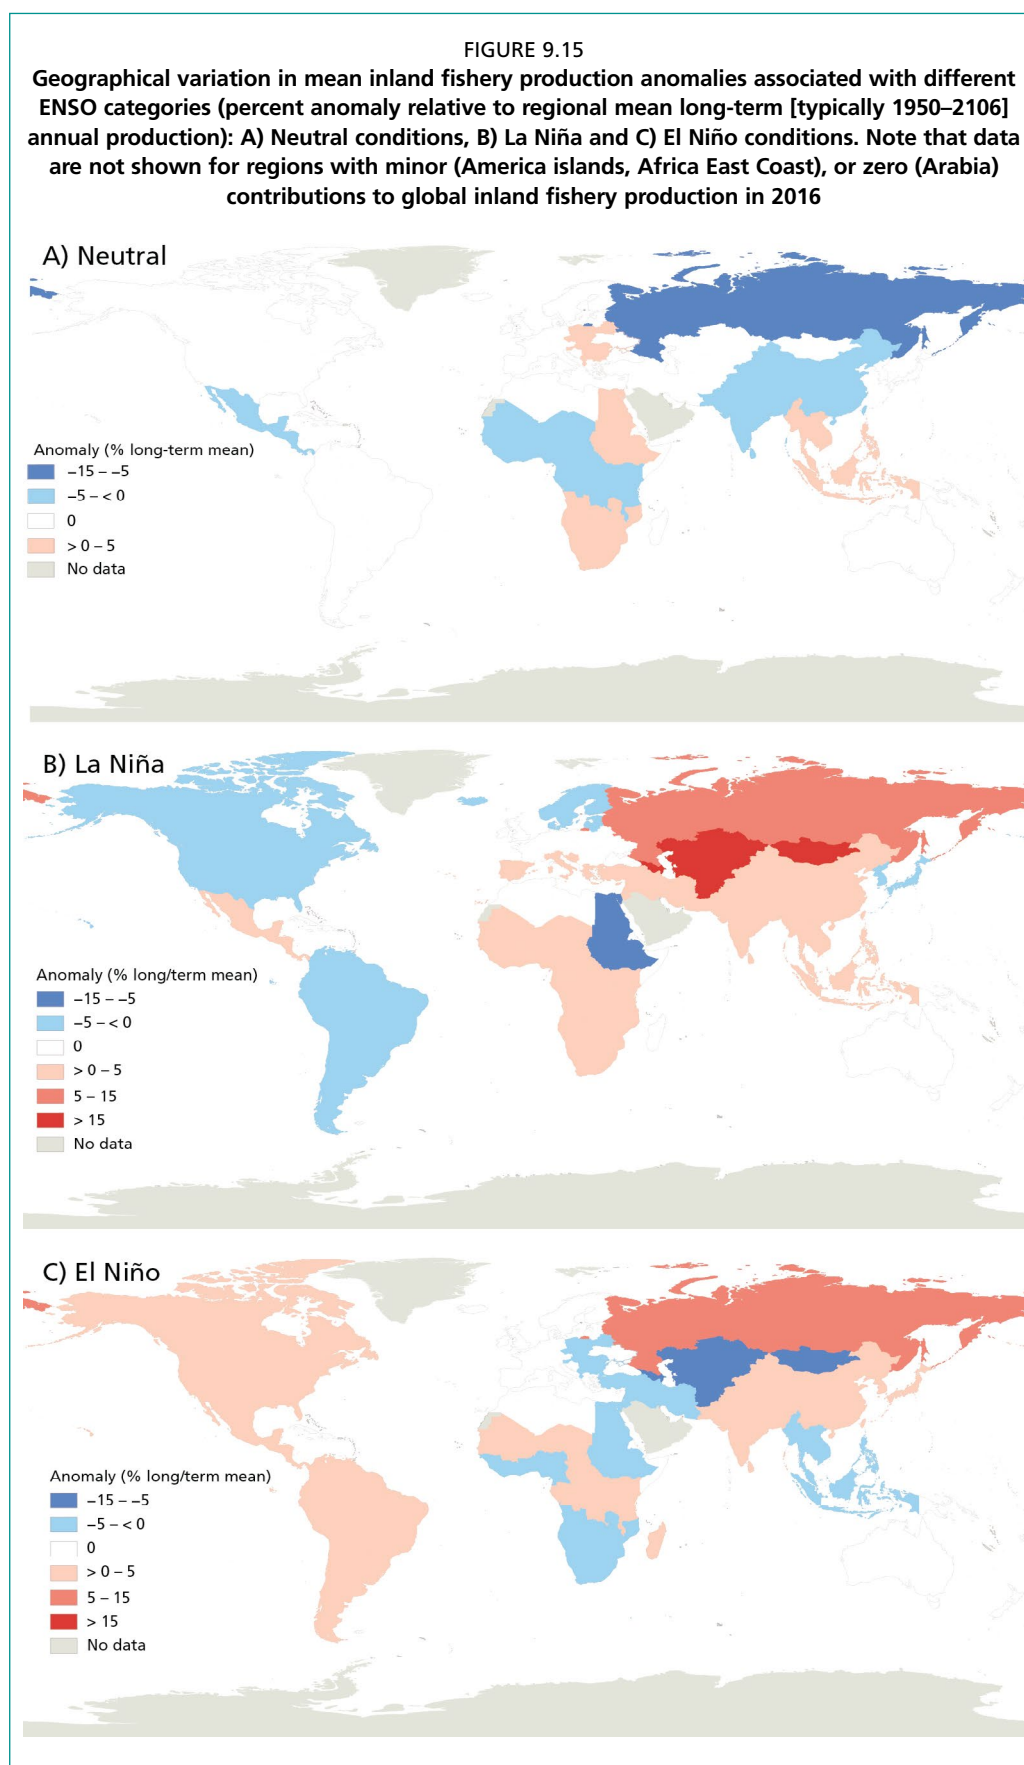 FIGURE 9.15
Geographical variation in mean inland fishery production anomalies associated with different
ENSO categories (percent anomaly relative to regional mean long-term [typically 1950–2106]
annual production): A) Neutral conditions, B) La Niña and C) El Niño conditions. Note that data
are not shown for regions with minor (America islands, Africa East Coast), or zero (Arabia)
contributions to global inland fishery production in 2016
A) Neutral
Anomaly (% long-term mean)
−15 – −5
−5 – < 0
0
> 0 – 5
No data
B) La Niña
Anomaly (% long/term mean)
−15 – −5
−5 – < 0
0
> 0 – 5
5 – 15
> 15
No data
C) El Niño
Anomaly (% long/term mean)
−15 – −5
−5 – < 0
0
> 0 – 5
5 – 15
> 15
No data